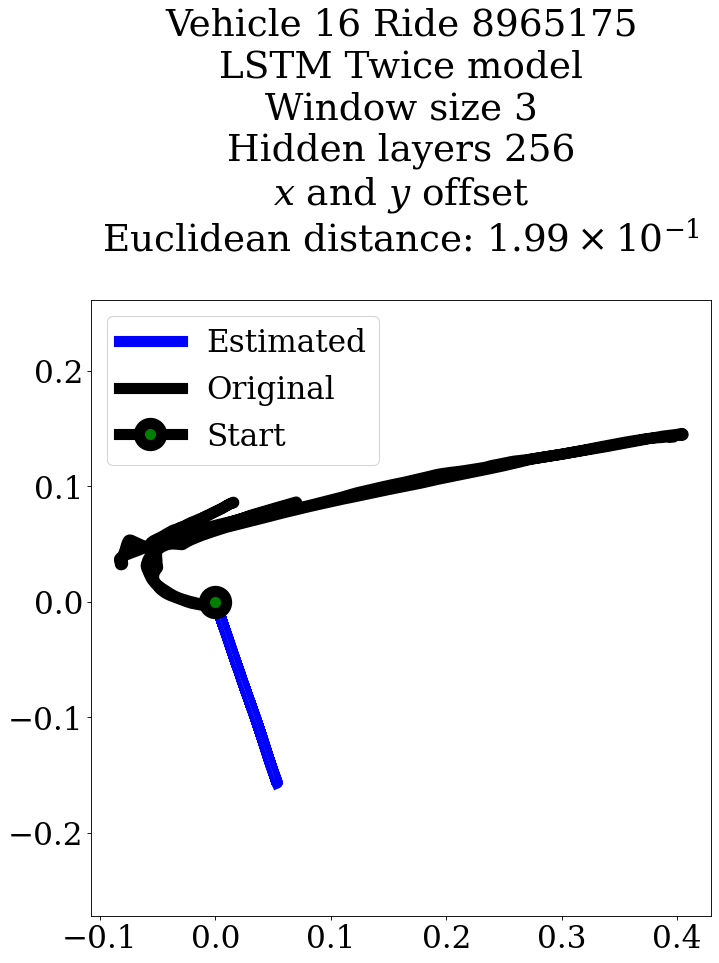 Vehicle 16 Ride 8965175
LSTM Twice model
Window size 3
Hidden layers 256
x and y offset
Euclidean distance: 1.99 × 10⁻¹
Estimated
Original
Start
0.2
0.1
0.0
−0.1
−0.2
−0.1 0.0 0.1 0.2 0.3 0.4